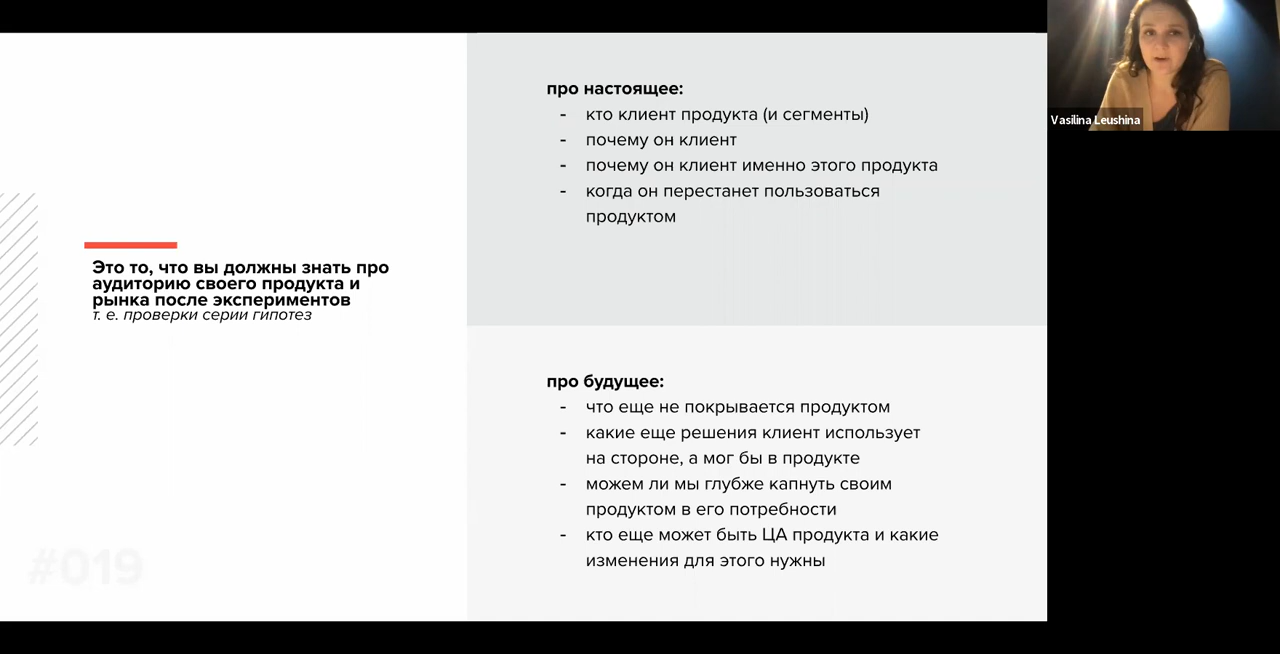 Это то, что вы должны знать про
аудиторию своего продукта и
рынка после экспериментов
т. е. проверки серии гипотез
#019
про настоящее:
- кто клиент продукта (и сегменты)
- почему он клиент
- почему он клиент именно этого продукта
- когда он перестанет пользоваться
продуктом
про будущее:
- что еще не покрывается продуктом
- какие еще решения клиент использует
на стороне, а мог бы в продукте
- можем ли мы глубже капнуть своим
продуктом в его потребности
- кто еще может быть ЦА продукта и какие
изменения для этого нужны
Vasilina Leushina